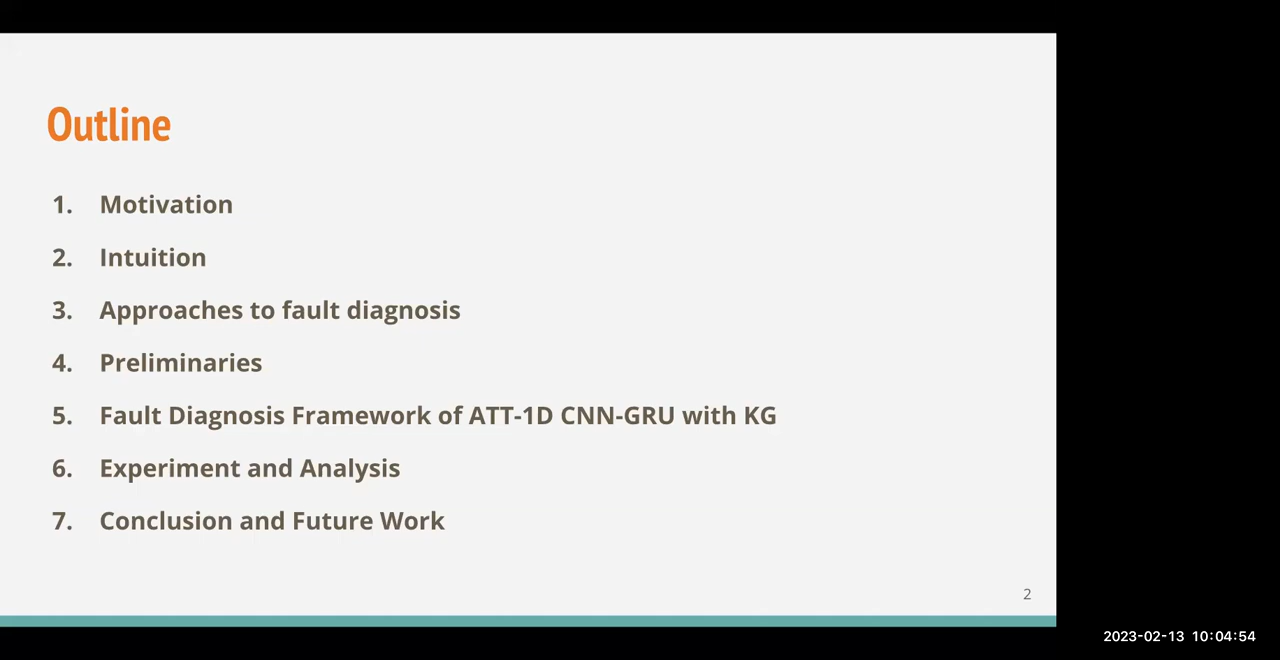 Outline
1. Motivation
2. Intuition
3. Approaches to fault diagnosis
4. Preliminaries
5. Fault Diagnosis Framework of ATT-1D CNN-GRU with KG
6. Experiment and Analysis
7. Conclusion and Future Work
2
2023-02-13 10:04:54